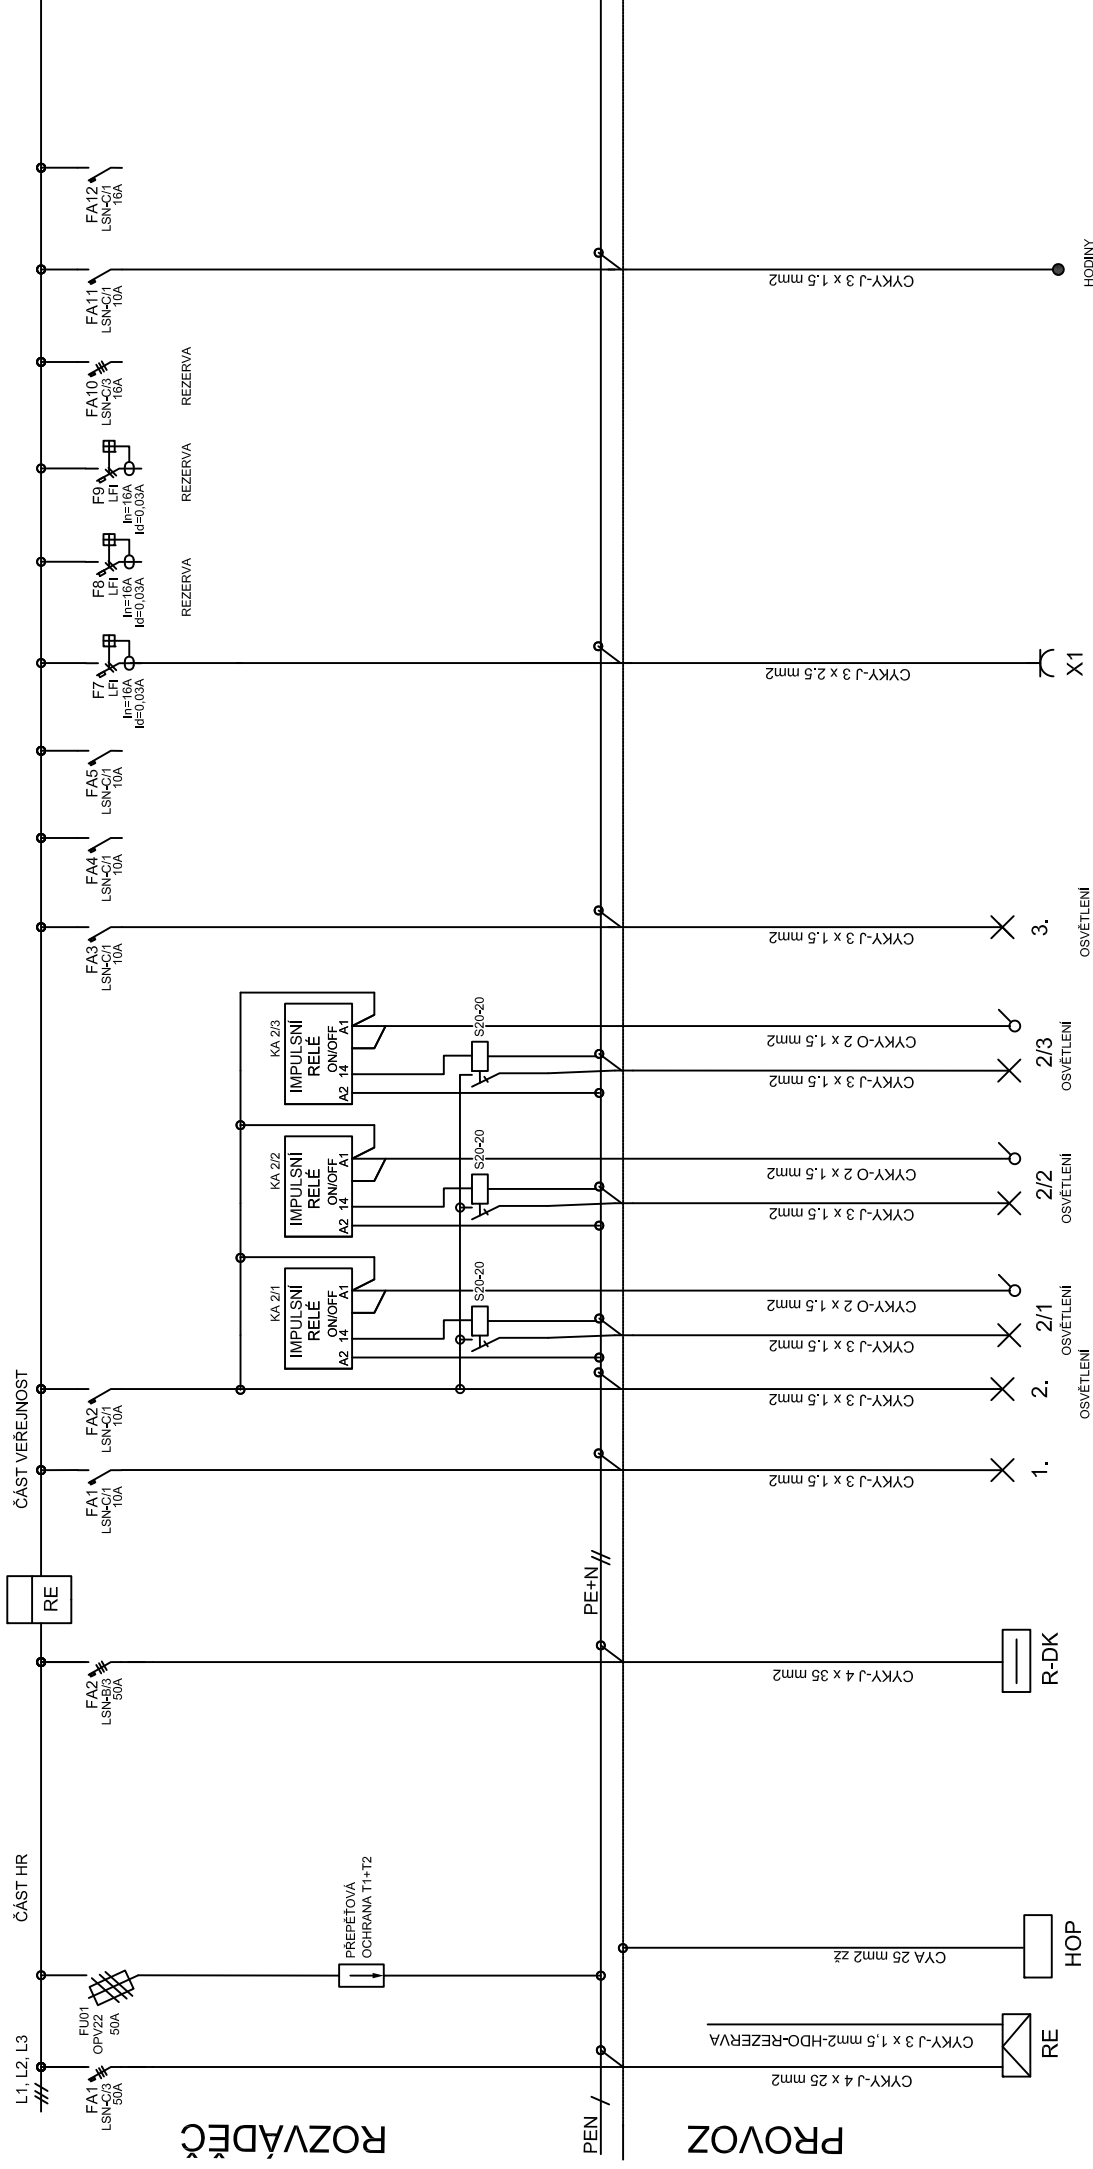 L1, L2, L3
FA1
LSN-C/3
50A
FU01
OPV22
50A
ČÁST HR
PŘEPĚŤOVÁ
OCHRANA T1+T2
FA2
LSN-B/3
50A
RE
ČÁST VEŘEJNOST
FA1
LSN-C/1
10A
FA2
LSN-C/1
10A
KA 2/1
IMPULSNÍ
RELÉ
ON/OFF
A2 14 A1
S20-20
KA 2/2
IMPULSNÍ
RELÉ
ON/OFF
A2 14 A1
S20-20
KA 2/3
IMPULSNÍ
RELÉ
ON/OFF
A2 14 A1
S20-20
FA3
LSN-C/1
10A
FA4
LSN-C/1
10A
FA5
LSN-C/1
10A
F7
LFI
In=16A
Id=0,03A
F8
LFI
In=16A
Id=0,03A
REZERVA
F9
LFI
In=16A
Id=0,03A
REZERVA
FA10
LSN-C/3
16A
REZERVA
FA11
LSN-C/1
10A
FA12
LSN-C/1
16A
ROZVÁDĚČ
PEN
PE+N
PROVOZ
CYKY-J 4 x 25 mm2
CYKY-J 3 x 1,5 mm2-HDO-REZERVA
CYA 25 mm2 zž
CYKY-J 4 x 35 mm2
CYKY-J 3 x 1.5 mm2
CYKY-J 3 x 1.5 mm2
CYKY-J 3 x 1.5 mm2
CYKY-O 2 x 1.5 mm2
CYKY-J 3 x 1.5 mm2
CYKY-O 2 x 1.5 mm2
CYKY-J 3 x 1.5 mm2
CYKY-O 2 x 1.5 mm2
CYKY-J 3 x 1.5 mm2
CYKY-J 3 x 2.5 mm2
CYKY-J 3 x 1.5 mm2
RE
HOP
R-DK
1.
2.
OSVĚTLENÍ
2/1
OSVĚTLENÍ
2/2
OSVĚTLENÍ
2/3
OSVĚTLENÍ
3.
OSVĚTLENÍ
X1
HODINY